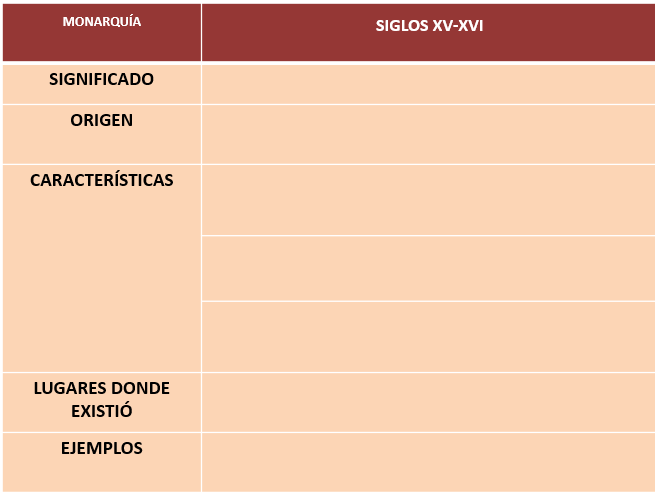 MONARQUÍA
SIGLOS XV-XVI
SIGNIFICADO
ORIGEN
CARACTERÍSTICAS
LUGARES DONDE
EXISTIÓ
EJEMPLOS